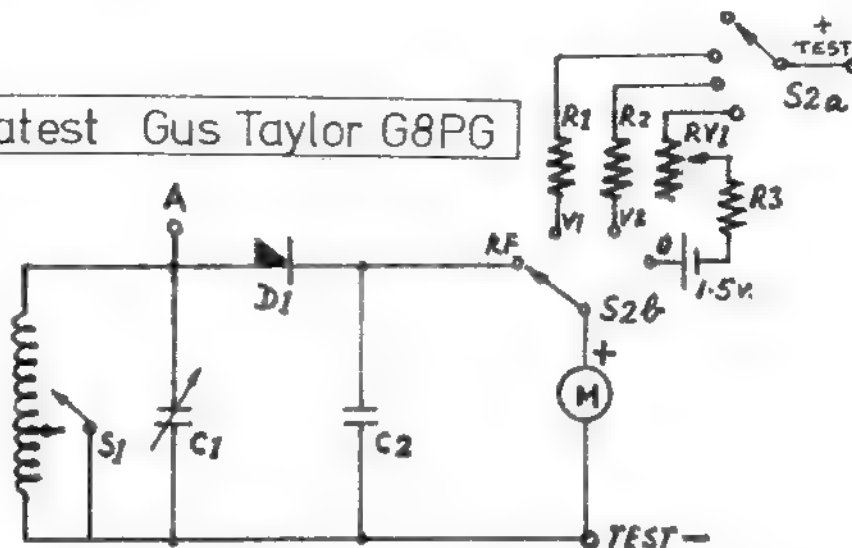 +
TEST
S2a
atest Gus Taylor G8PG
R1
R2
RV1
R3
V1
V2
1.5v.
A
RF
D1
S2b
+
M
S1
C1
C2
TEST -